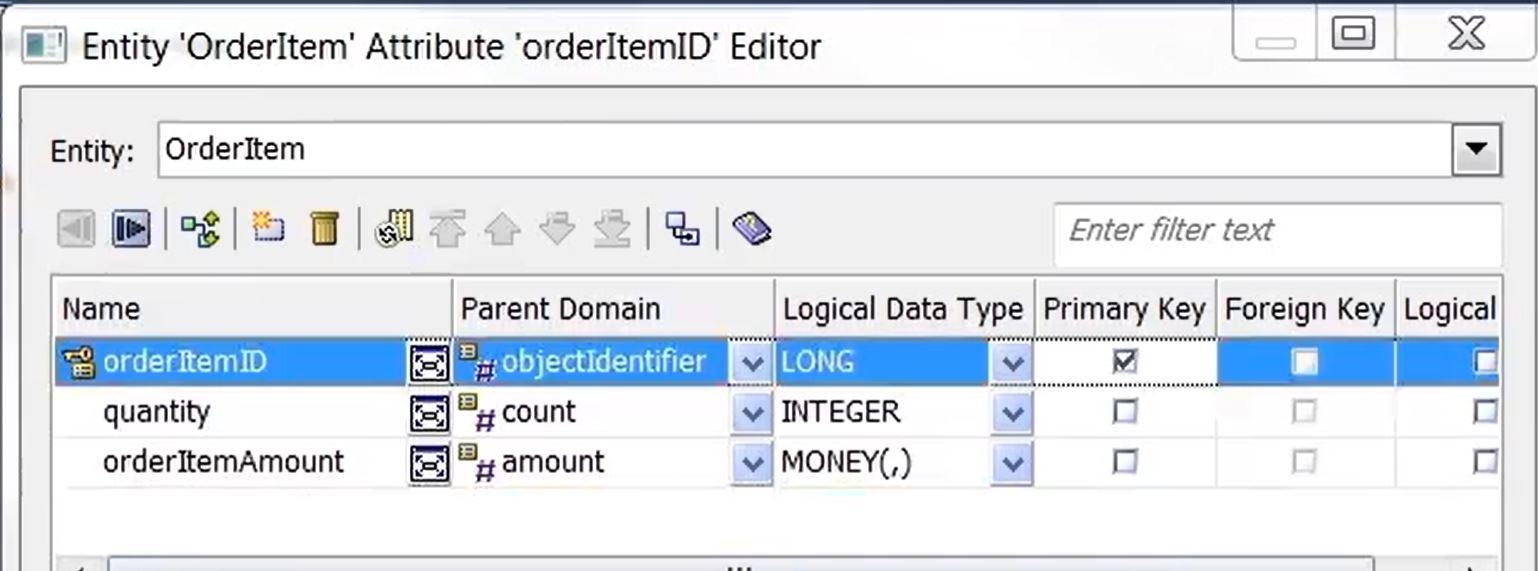 Entity 'OrderItem' Attribute 'orderItemID' Editor
Entity: OrderItem
Enter filter text
Name Parent Domain Logical Data Type Primary Key Foreign Key Logical
orderItemID objectIdentifier LONG
quantity count INTEGER
orderItemAmount amount MONEY(,)